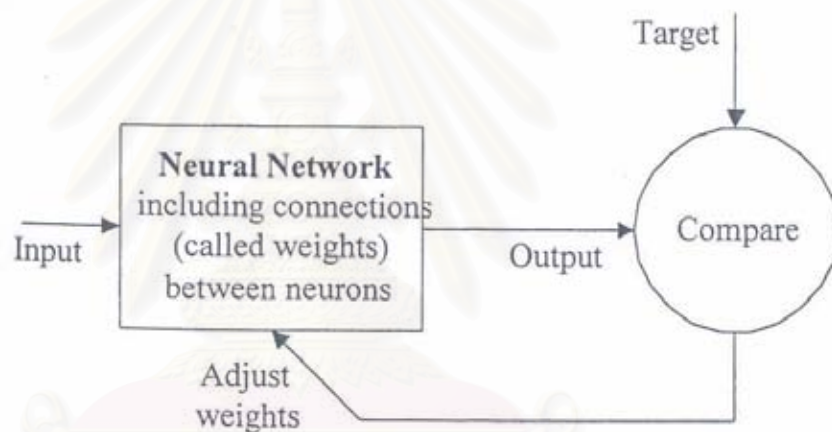 Target
Neural Network
including connections
(called weights)
between neurons
Input
Output
Compare
Adjust
weights